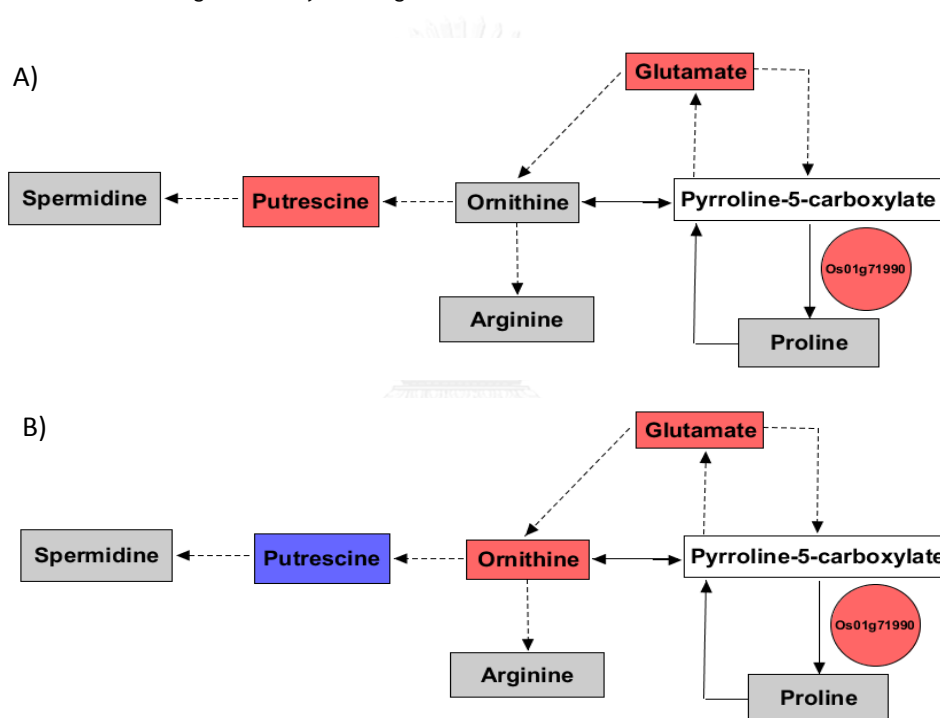 A)
Glutamate
Spermidine
Putrescine
Ornithine
Pyrroline-5-carboxylate
Os01g71990
Arginine
Proline
B)
Glutamate
Spermidine
Putrescine
Ornithine
Pyrroline-5-carboxylate
Os01g71990
Arginine
Proline